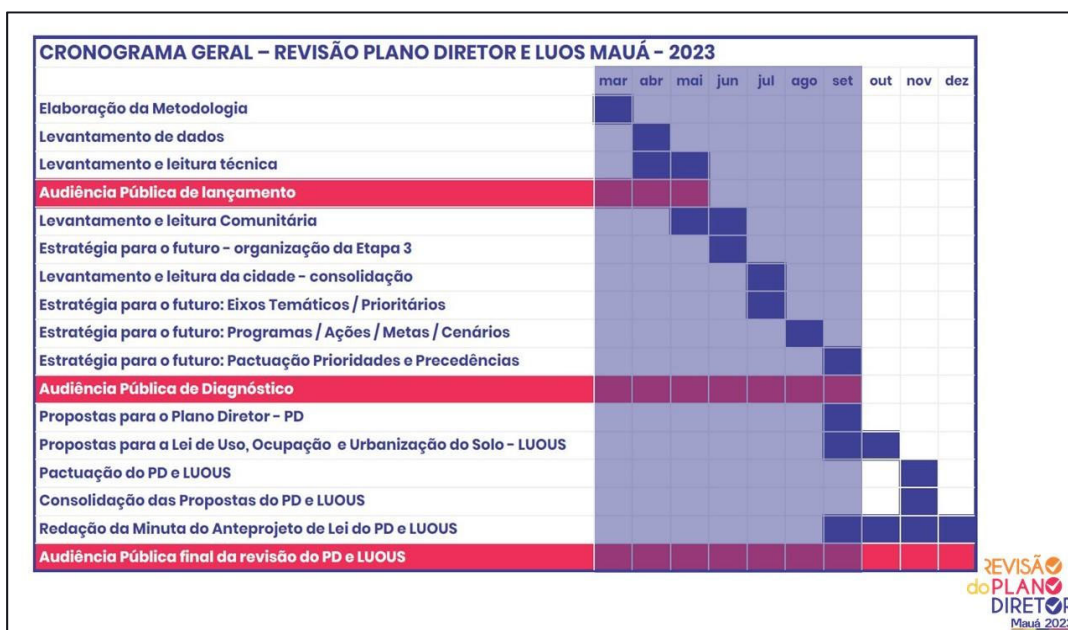 CRONOGRAMA GERAL – REVISÃO PLANO DIRETOR E LUOS MAUÁ - 2023
mar abr mai jun jul ago set out nov dez
Elaboração da Metodologia
Levantamento de dados
Levantamento e leitura técnica
Audiência Pública de lançamento
Levantamento e leitura Comunitária
Estratégia para o futuro - organização da Etapa 3
Levantamento e leitura da cidade - consolidação
Estratégia para o futuro: Eixos Temáticos / Prioritários
Estratégia para o futuro: Programas / Ações / Metas / Cenários
Estratégia para o futuro: Pactuação Prioridades e Precedências
Audiência Pública de Diagnóstico
Propostas para o Plano Diretor - PD
Propostas para a Lei de Uso, Ocupação e Urbanização do Solo - LUOUS
Pactuação do PD e LUOUS
Consolidação das Propostas do PD e LUOUS
Redação da Minuta do Anteprojeto de Lei do PD e LUOUS
Audiência Pública final da revisão do PD e LUOUS
REVISÃO
do PLANO
DIRETOR
Mauá 2023